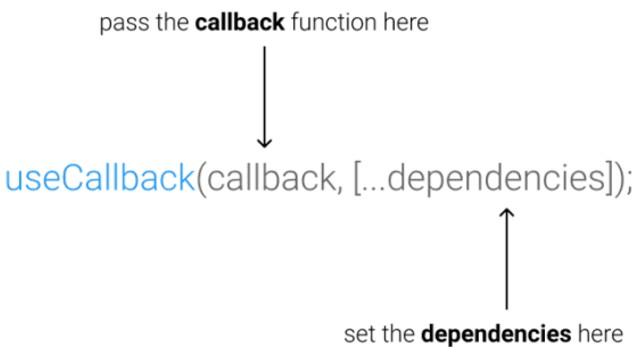 pass the callback function here
useCallback(callback, [...dependencies]);
set the dependencies here